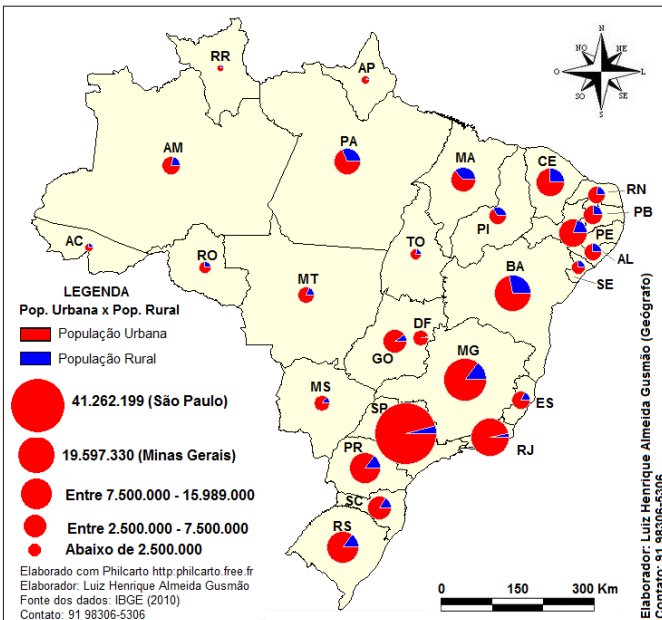 N
NO
NE
O
L
SO
SE
S
RR
AP
AM
PA
MA
CE
RN
PB
PE
AL
SE
PI
AC
RO
TO
MT
BA
DF
GO
MG
ES
MS
SP
RJ
PR
SC
RS
LEGENDA
Pop. Urbana x Pop. Rural
População Urbana
População Rural
41.262.199 (São Paulo)
19.597.330 (Minas Gerais)
Entre 7.500.000 - 15.989.000
Entre 2.500.000 - 7.500.000
Abaixo de 2.500.000
Elaborado com Philcarto http:philcarto.free.fr
Elaborador: Luiz Henrique Almeida Gusmão
Fonte dos dados: IBGE (2010)
Contato: 91 98306-5306
0 150 300 Km
Elaborador: Luiz Henrique Almeida Gusmão (Geógrafo)
Contato: 91 98306-5306